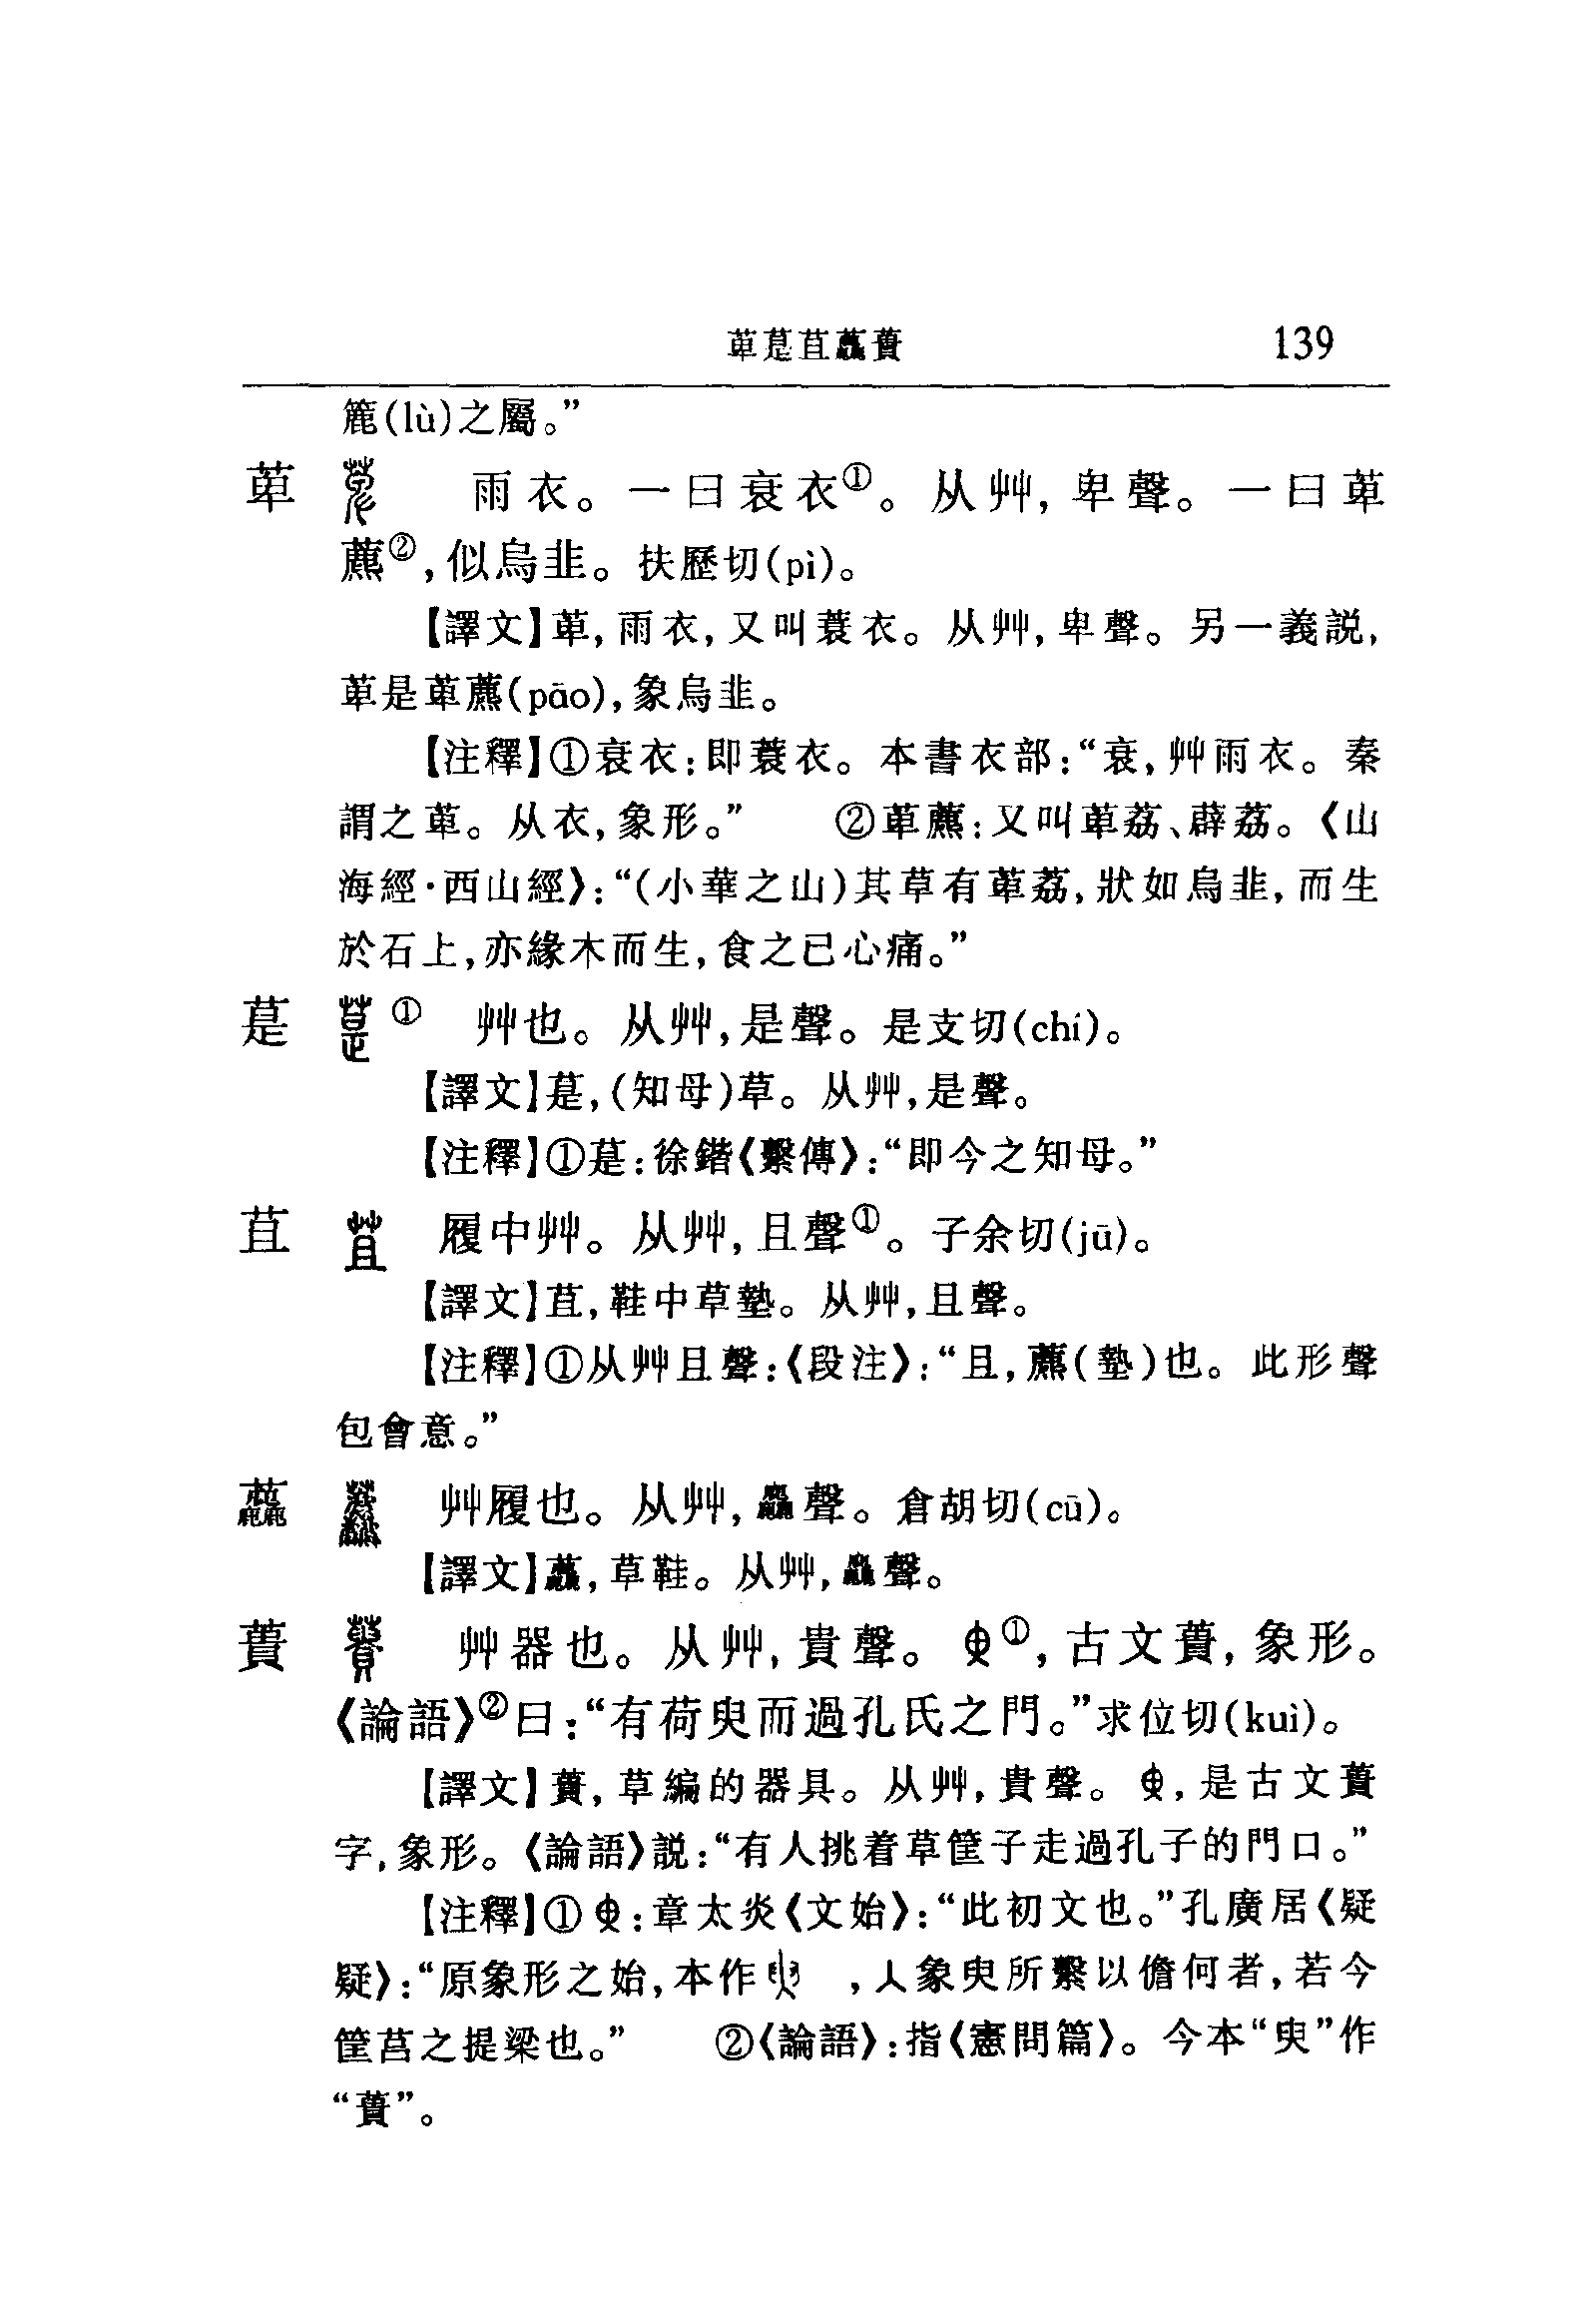 萆萛苴麤蕢 139
簏(lù)之屬。”
萆 雨衣。一曰衰衣①。从艸,卑聲。一曰萆
藨②,似烏韭。扶歷切(pì)。
【譯文】萆,雨衣,又叫蓑衣。从艸,卑聲。另一義説,
萆是萆藨(pāo),象烏韭。
【注釋】①衰衣:即蓑衣。本書衣部:“衰,艸雨衣。秦
謂之萆。从衣,象形。” ②萆藨:又叫萆荔、薜荔。《山
海經·西山經》:“(小華之山)其草有萆荔,狀如烏韭,而生
於石上,亦緣木而生,食之已心痛。”
萛 ① 艸也。从艸,是聲。是支切(chí)。
【譯文】萛,(知母)草。从艸,是聲。
【注釋】①萛:徐鍇《繫傳》:“即今之知母。”
苴 履中艸。从艸,且聲①。子余切(jū)。
【譯文】苴,鞋中草墊。从艸,且聲。
【注釋】①从艸且聲:《段注》:“且,薦(墊)也。此形聲
包會意。”
蘪 艸履也。从艸,麤聲。倉胡切(cū)。
【譯文】,草鞋。从艸,麤聲。
蕢 艸器也。从艸,貴聲。①,古文蕢,象形。
《論語》②曰:“有荷臾而過孔氏之門。”求位切(kuì)。
【譯文】蕢,草編的器具。从艸,貴聲。,是古文蕢
字,象形。《論語》説:“有人挑着草筐子走過孔子的門口。”
【注釋】①:章太炎《文始》:“此初文也。”孔廣居《疑
疑》:“原象形之始,本作 ,人象臾所繫以儋何者,若今
筐莒之提梁也。” ②《論語》:指《憲問篇》。今本“臾”作
“蕢”。